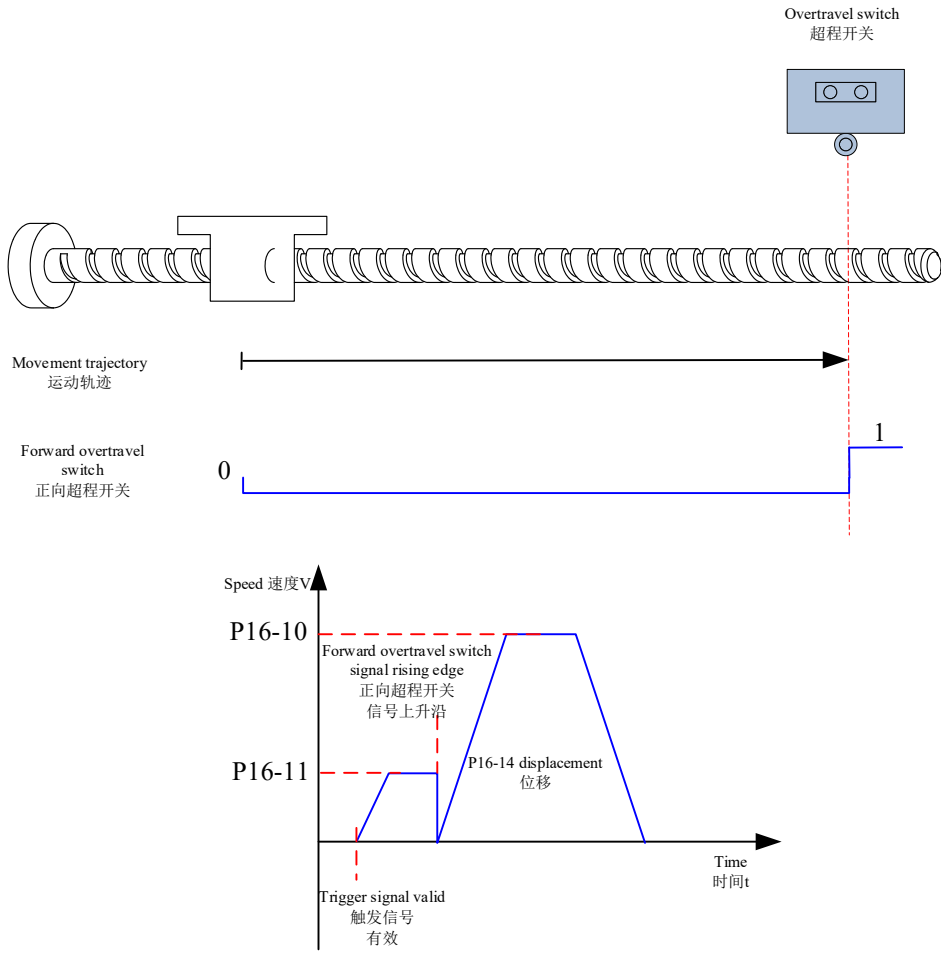 Overtravel switch
超程开关
Movement trajectory
运动轨迹
Forward overtravel
switch
正向超程开关
0
1
Speed 速度V
P16-10
Forward overtravel switch
signal rising edge
正向超程开关
信号上升沿
P16-11
P16-14 displacement
位移
Time
时间t
Trigger signal valid
触发信号
有效